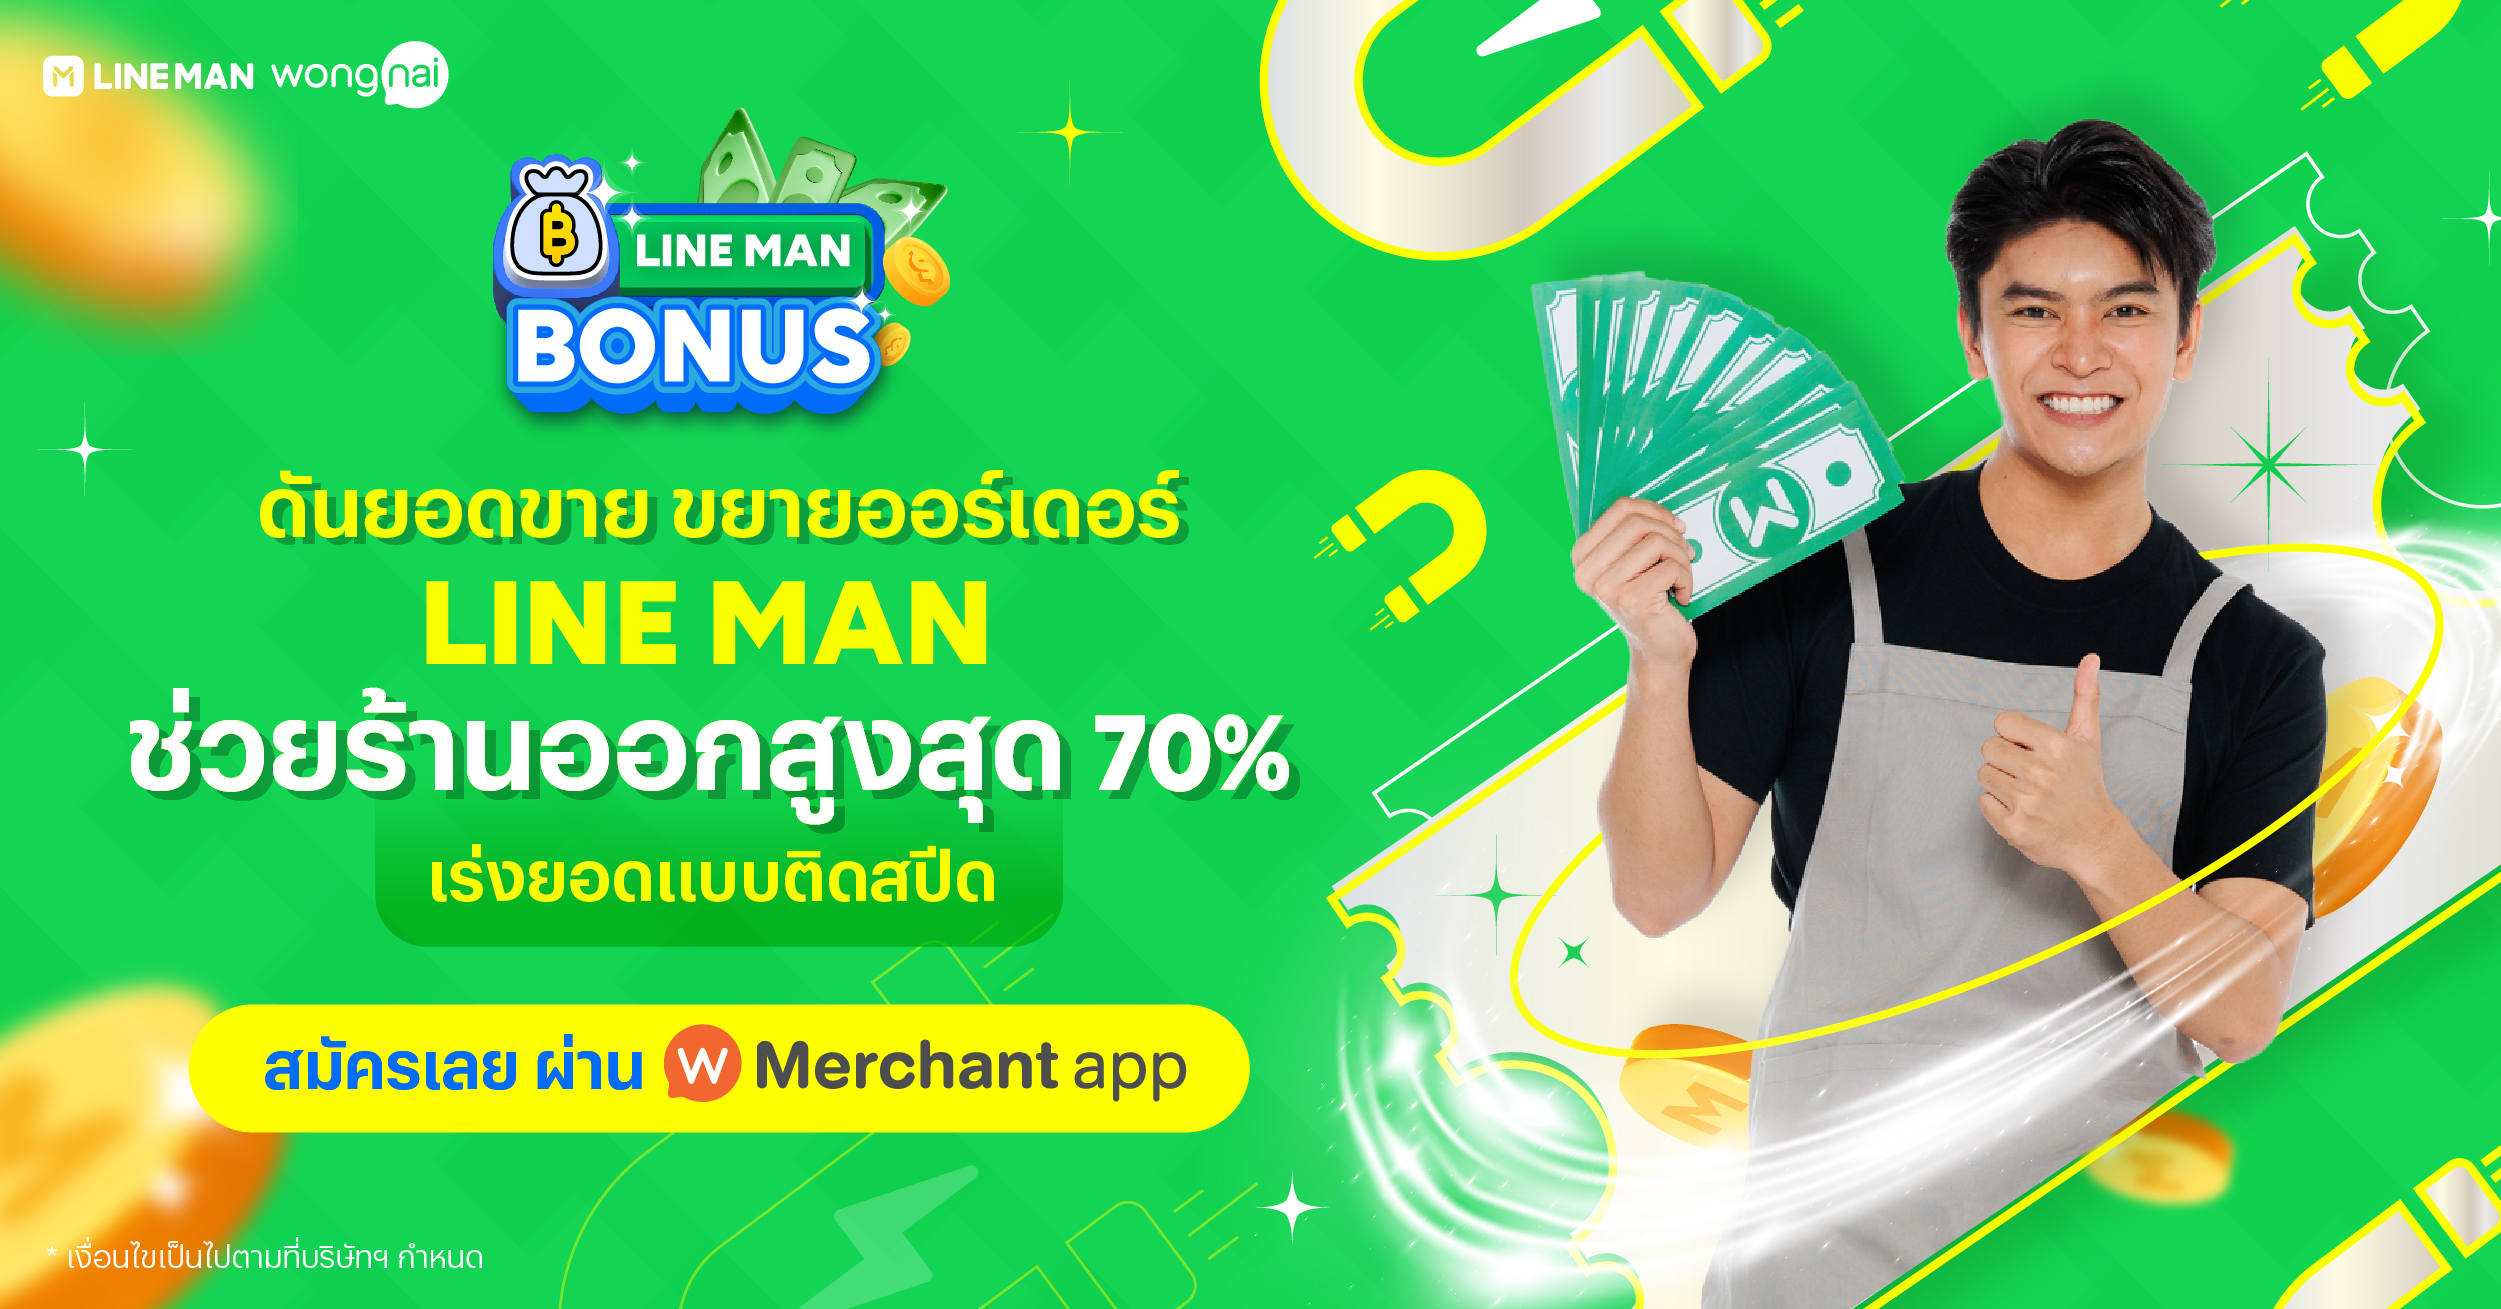 LINE MAN wongnai
LINE MAN
BONUS
ดันยอดขาย ขยายออร์เดอร์
LINE MAN
ช่วยร้านออกสูงสุด 70%
เร่งยอดแบบติดสปีด
สมัครเลย ผ่าน W Merchant app
* เงื่อนไขเป็นไปตามที่บริษัทฯ กำหนด